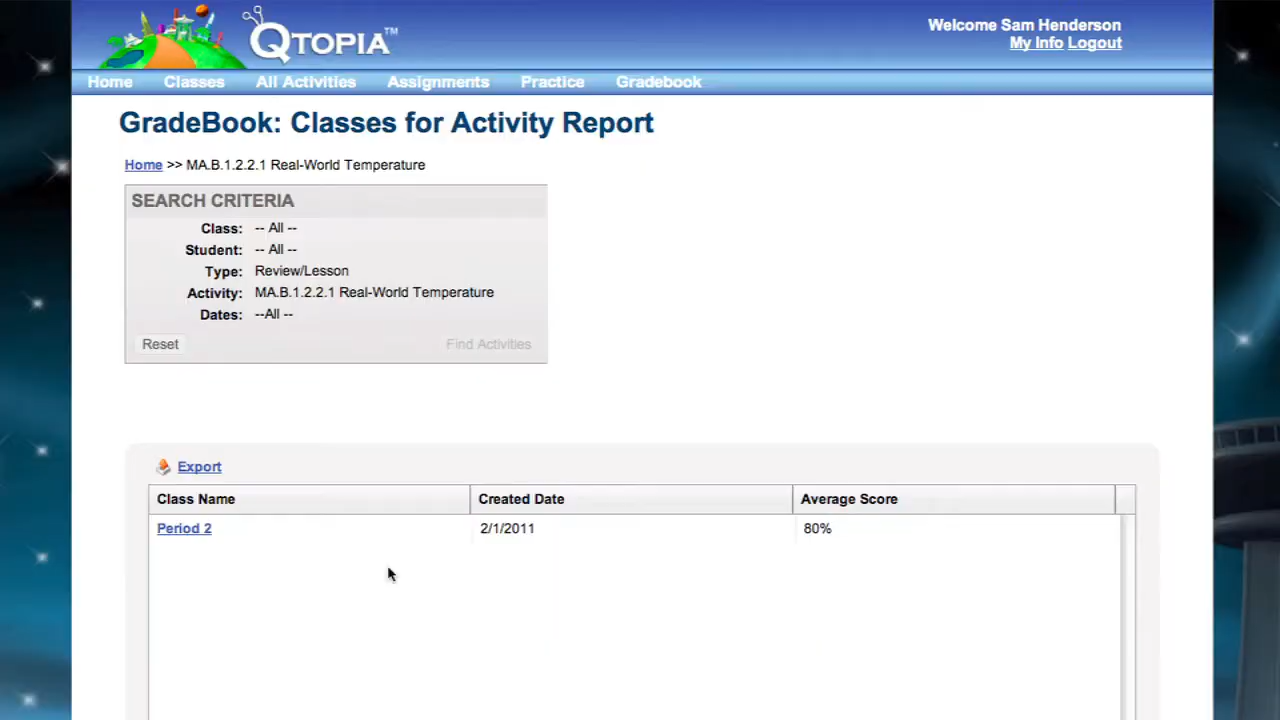 QTOPIA™
Welcome Sam Henderson
My Info Logout
Home Classes All Activities Assignments Practice Gradebook
GradeBook: Classes for Activity Report
Home >> MA.B.1.2.2.1 Real-World Temperature
SEARCH CRITERIA
Class: -- All --
Student: -- All --
Type: Review/Lesson
Activity: MA.B.1.2.2.1 Real-World Temperature
Dates: --All --
Reset Find Activities
Export
Class Name Created Date Average Score
Period 2 2/1/2011 80%